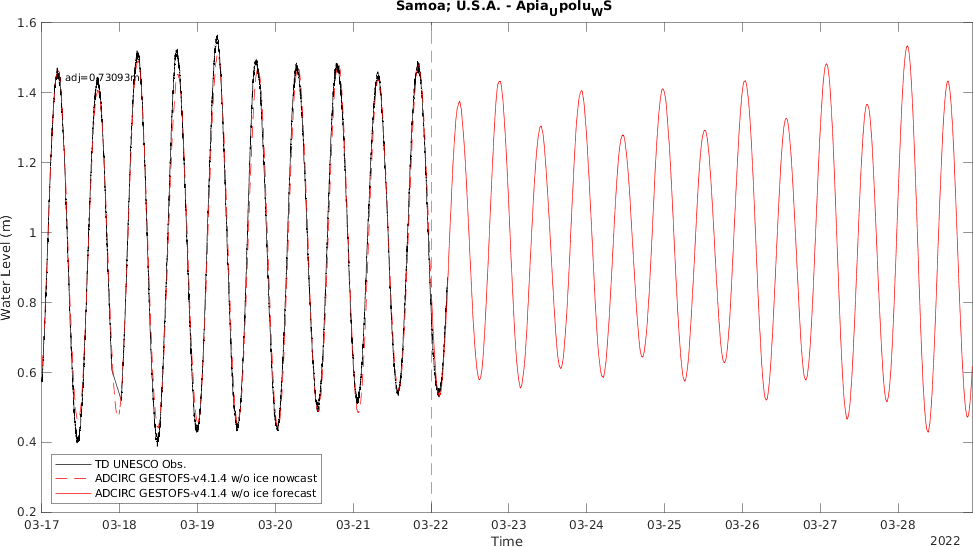 Samoa; U.S.A. - Apia_Upolu_WS
1.6
1.4
1.2
1
0.8
0.6
0.4
0.2
Water Level (m)
adj=0.73093m
TD UNESCO Obs.
ADCIRC GESTOFS-v4.1.4 w/o ice nowcast
ADCIRC GESTOFS-v4.1.4 w/o ice forecast
03-17 03-18 03-19 03-20 03-21 03-22 03-23 03-24 03-25 03-26 03-27 03-28
Time
2022